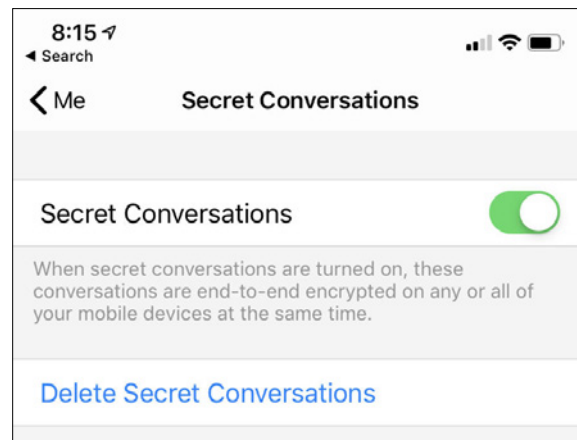 8:15
◀ Search
Me
Secret Conversations
Secret Conversations
When secret conversations are turned on, these
conversations are end-to-end encrypted on any or all of
your mobile devices at the same time.
Delete Secret Conversations